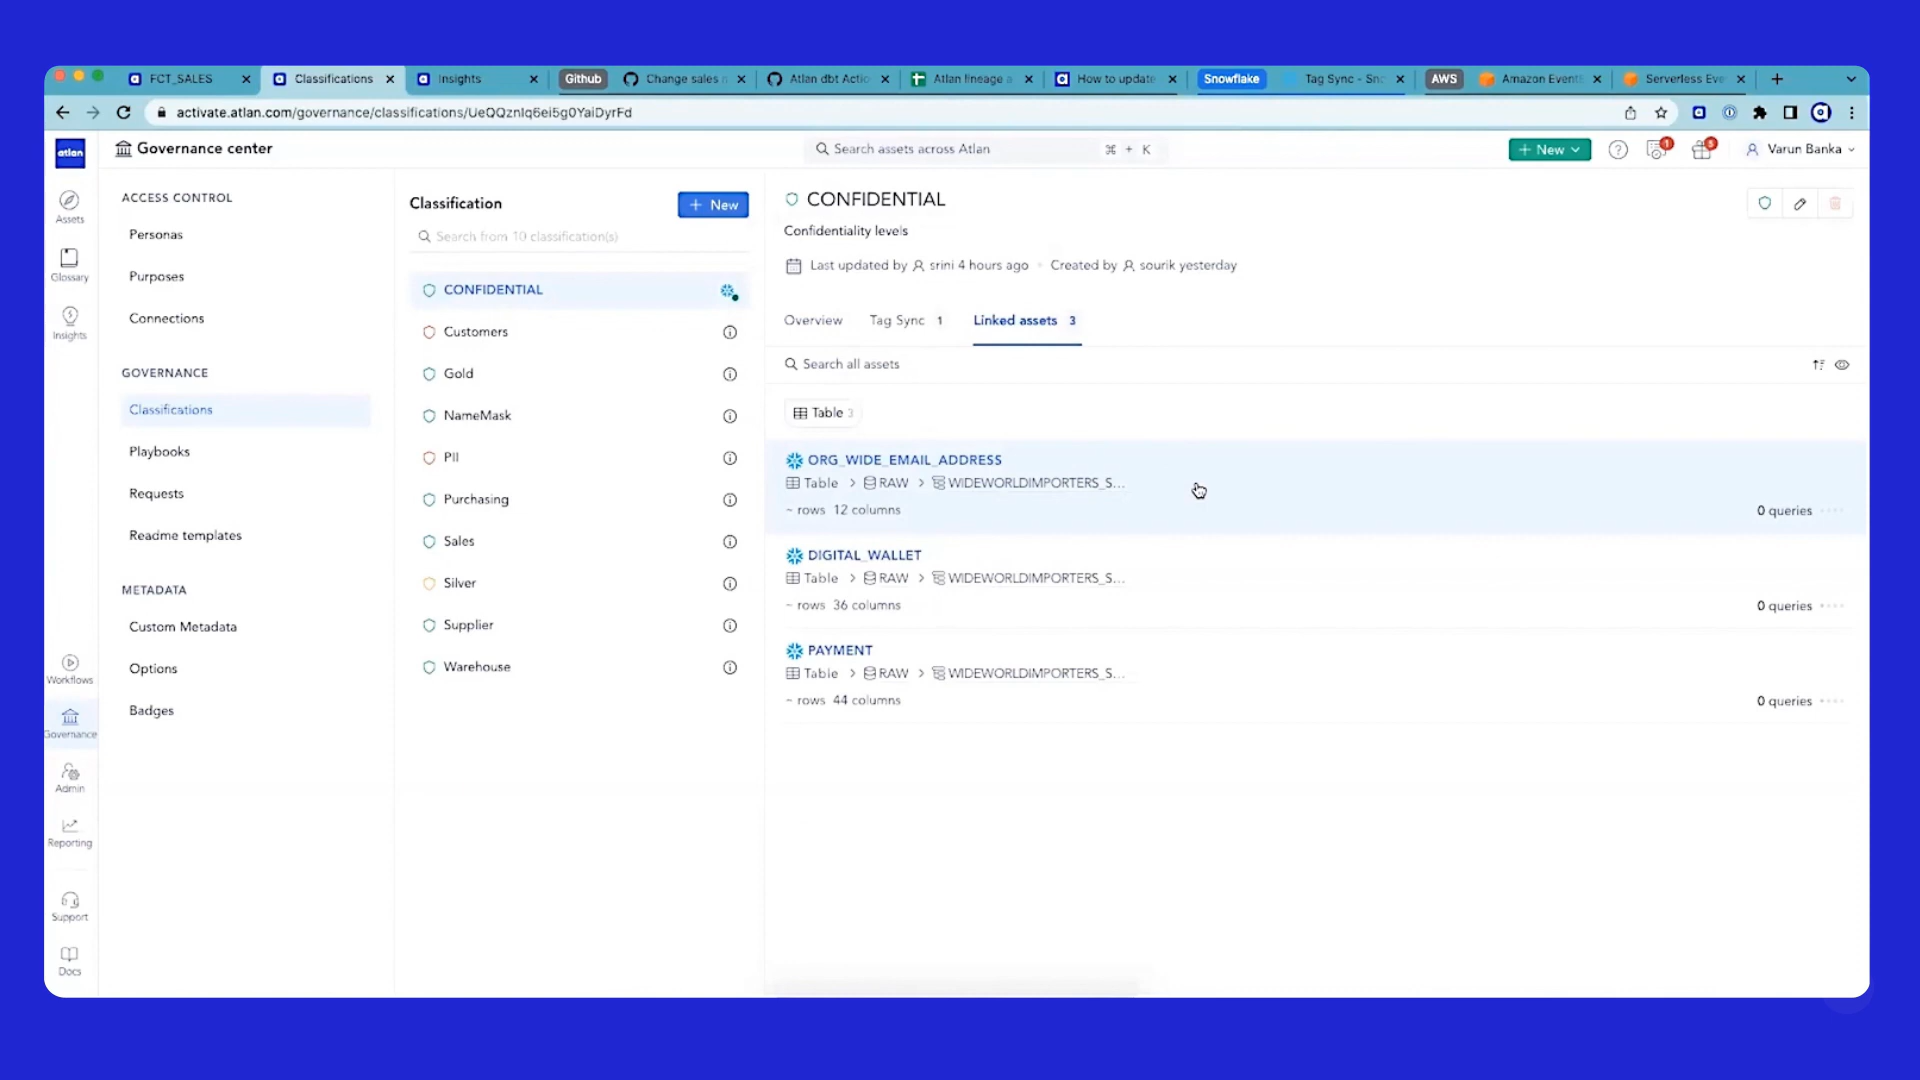 FCT_SALES
Classifications
Insights
Github
Change sales
Atlan dbt Actio
Atlan lineage
How to update
Snowflake
Tag Sync - Sno
AWS
Amazon Event
Serverless Eve
activate.atlan.com/governance/classifications/UeQQznIq6ei5g0YaiDyrFd
atlan
Governance center
Search assets across Atlan
⌘ + K
+ New
1
5
Varun Banka
Assets
Glossary
Insights
Workflows
Governance
Admin
Reporting
Support
Docs
ACCESS CONTROL
Personas
Purposes
Connections
GOVERNANCE
Classifications
Playbooks
Requests
Readme templates
METADATA
Custom Metadata
Options
Badges
Classification
+ New
Search from 10 classification(s)
CONFIDENTIAL
Customers
Gold
NameMask
PII
Purchasing
Sales
Silver
Supplier
Warehouse
CONFIDENTIAL
Confidentiality levels
Last updated by srini 4 hours ago • Created by sourik yesterday
Overview
Tag Sync 1
Linked assets 3
Search all assets
Table 3
ORG_WIDE_EMAIL_ADDRESS
Table > RAW > WIDEWORLDIMPORTERS_S...
~ rows 12 columns
0 queries
DIGITAL_WALLET
Table > RAW > WIDEWORLDIMPORTERS_S...
~ rows 36 columns
0 queries
PAYMENT
Table > RAW > WIDEWORLDIMPORTERS_S...
~ rows 44 columns
0 queries